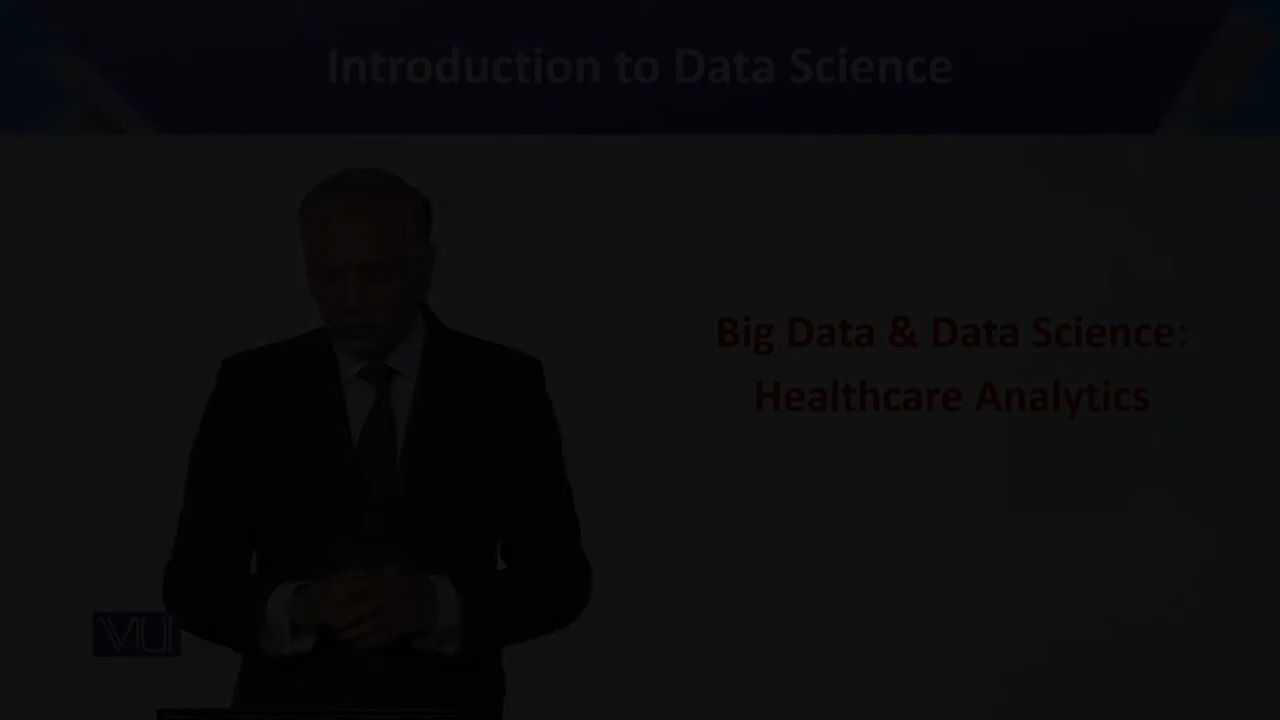 Introduction to Data Science
Big Data & Data Science:
Healthcare Analytics
VU